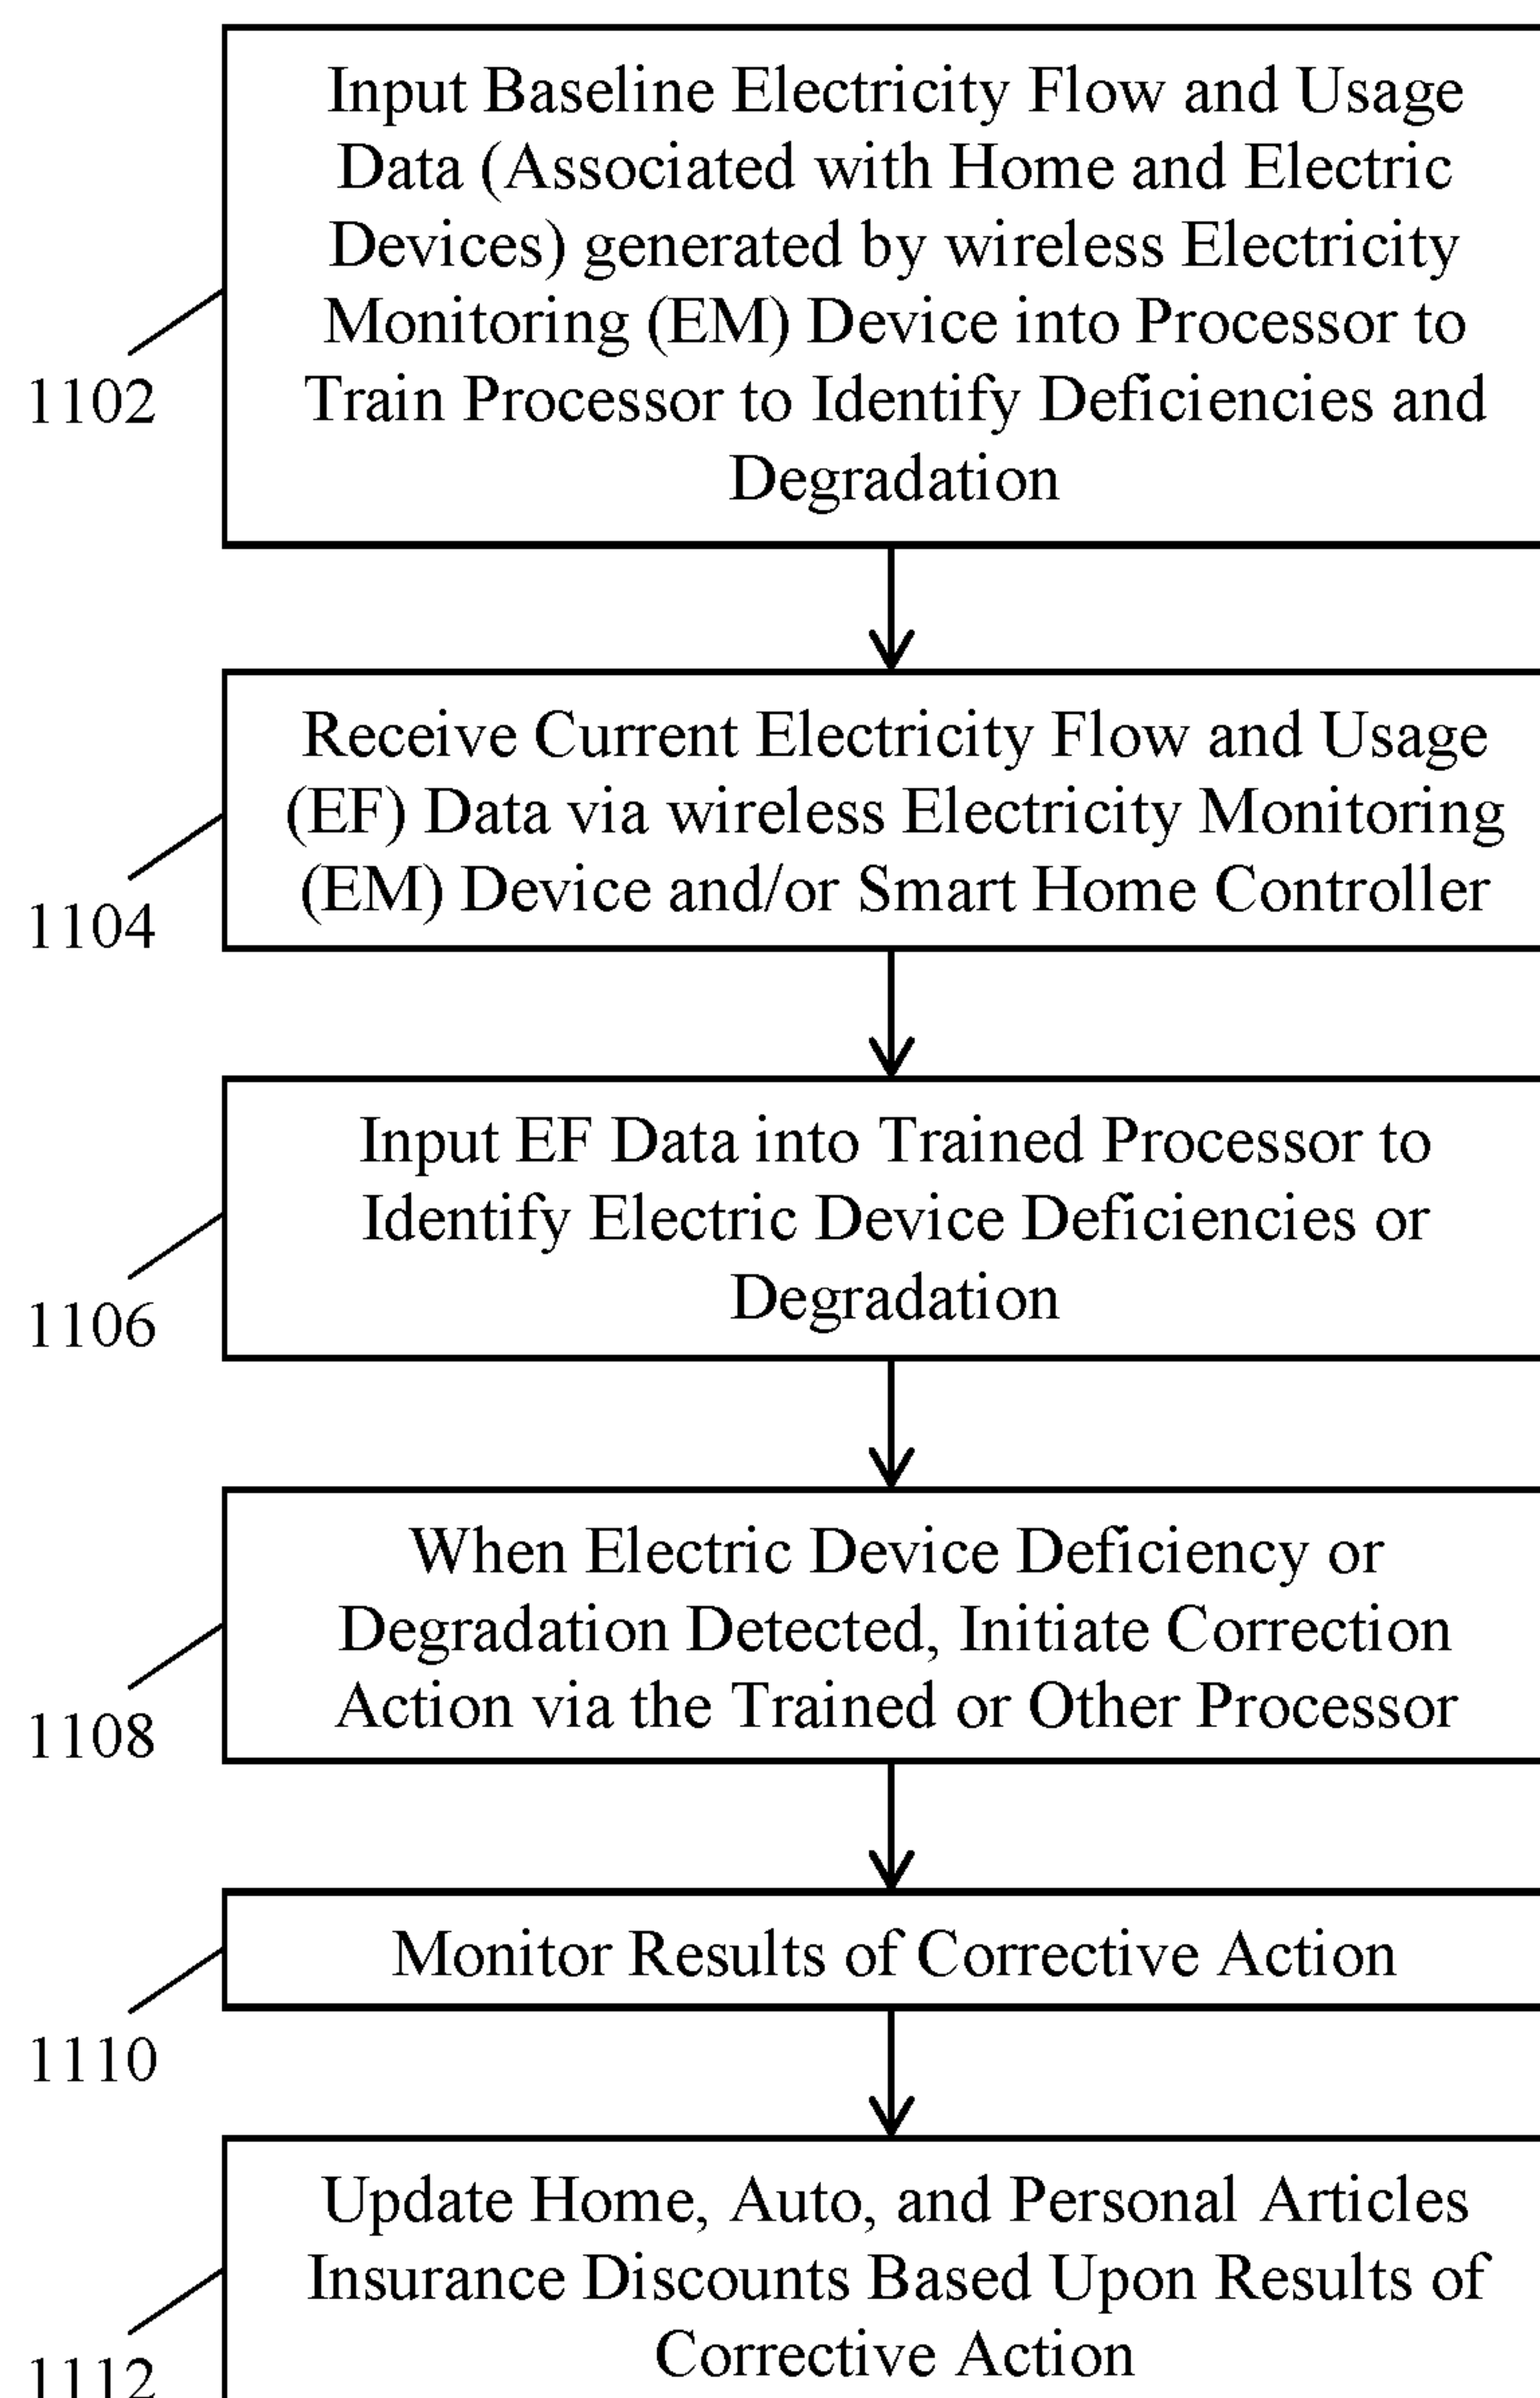 Input Baseline Electricity Flow and Usage
Data (Associated with Home and Electric
Devices) generated by wireless Electricity
Monitoring (EM) Device into Processor to
Train Processor to Identify Deficiencies and
Degradation
1102
Receive Current Electricity Flow and Usage
(EF) Data via wireless Electricity Monitoring
(EM) Device and/or Smart Home Controller
1104
Input EF Data into Trained Processor to
Identify Electric Device Deficiencies or
Degradation
1106
When Electric Device Deficiency or
Degradation Detected, Initiate Correction
Action via the Trained or Other Processor
1108
Monitor Results of Corrective Action
1110
Update Home, Auto, and Personal Articles
Insurance Discounts Based Upon Results of
Corrective Action
1112